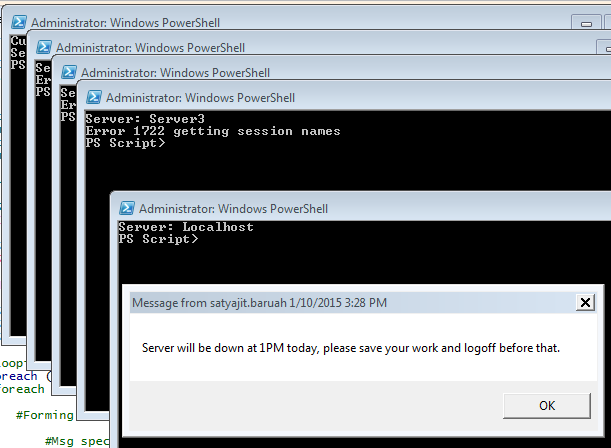 Administrator: Windows PowerShell
Cu
Se
PS
Administrator: Windows PowerShell
Se
Er
PS
Administrator: Windows PowerShell
Se
Er
PS
Administrator: Windows PowerShell
Server: Server3
Error 1722 getting session names
PS Script>
Administrator: Windows PowerShell
Server: Localhost
PS Script>
Message from satyajit.baruah 1/10/2015 3:28 PM
Server will be down at 1PM today, please save your work and logoff before that.
OK
loopi
oreach (
foreach
#Forming
#Msg spec